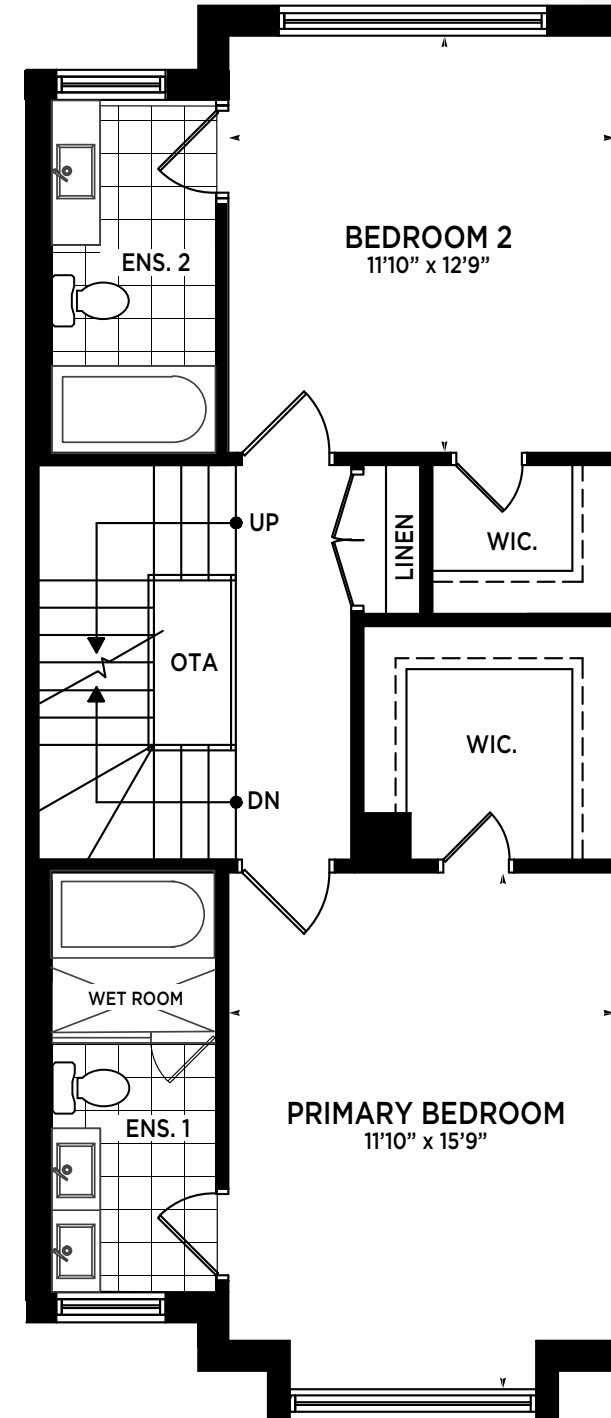 BEDROOM 2
11'10" x 12'9"
ENS. 2
UP
LINEN
WIC.
OTA
WIC.
DN
WET ROOM
PRIMARY BEDROOM
11'10" x 15'9"
ENS. 1